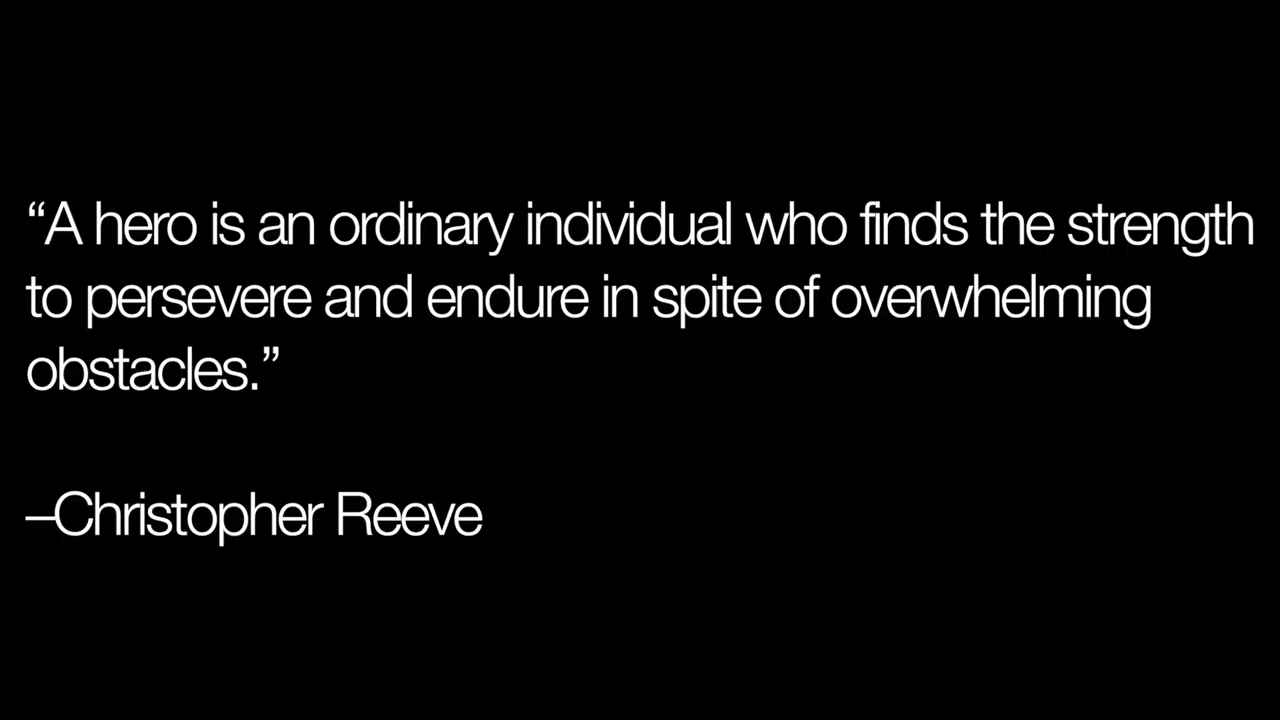 “A hero is an ordinary individual who finds the strength
to persevere and endure in spite of overwhelming
obstacles.”
–Christopher Reeve